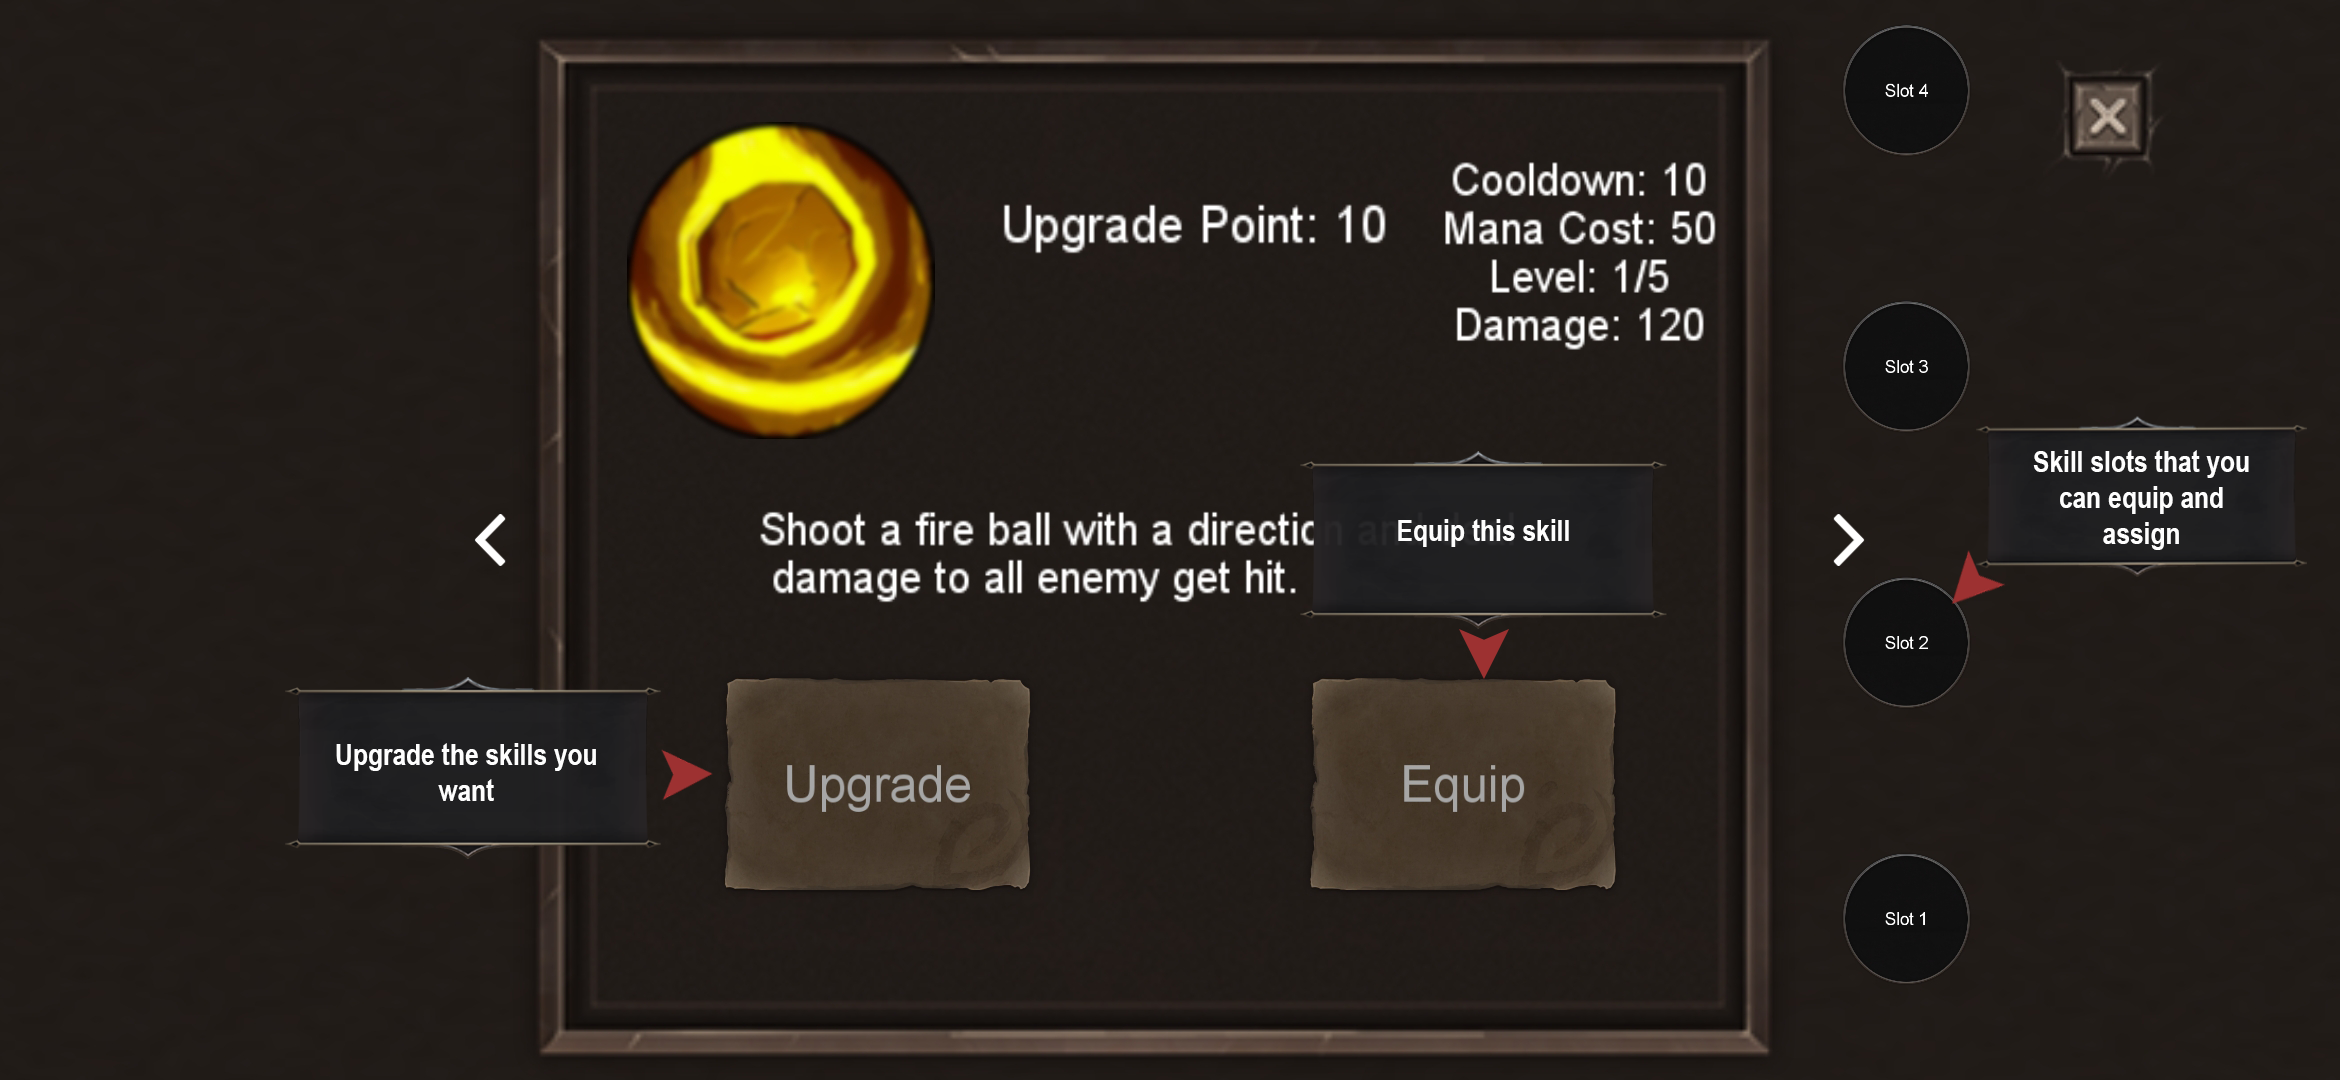 Slot 4
Cooldown: 10
Upgrade Point: 10
Mana Cost: 50
Level: 1/5
Damage: 120
Slot 3
Skill slots that you
can equip and
assign
Shoot a fire ball with a direction
damage to all enemy get hit.
Equip this skill
Slot 2
Upgrade the skills you
want
Upgrade
Equip
Slot 1